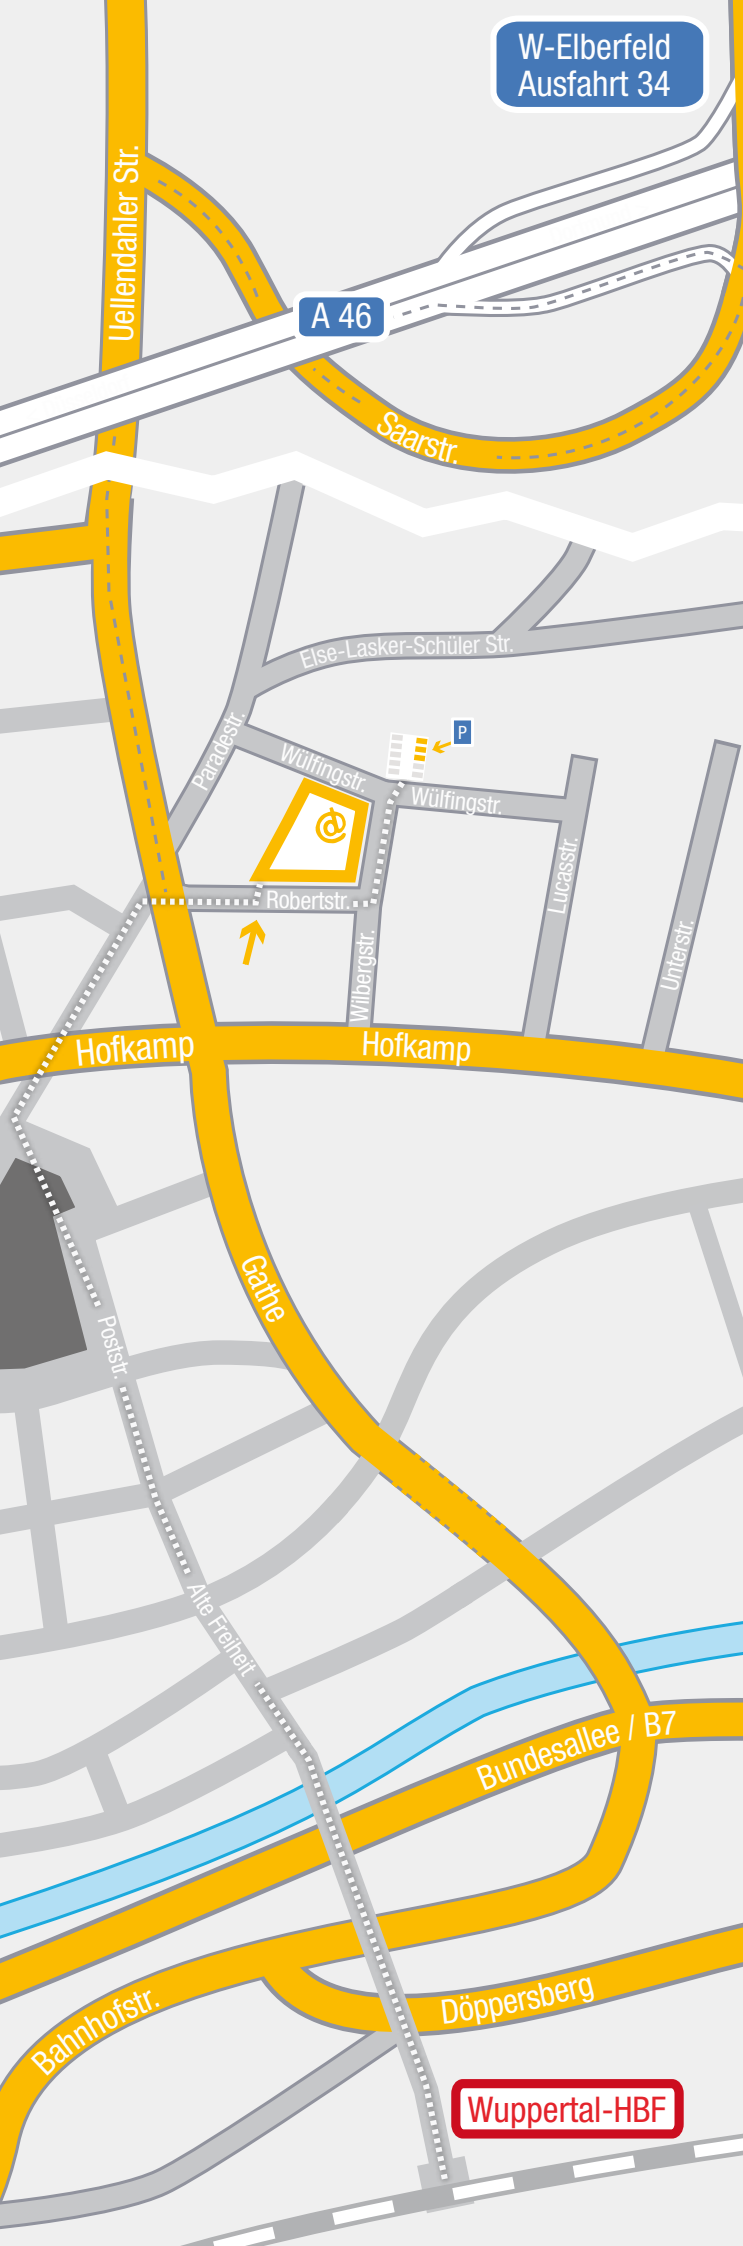 W-Elberfeld
Ausfahrt 34
Uellendahler Str.
A 46
Saarstr.
Else-Lasker-Schüler Str.
Paradestr.
P
Wülfingstr.
Wülfingstr.
@
Lucasstr.
Robertstr.
Unterstr.
Wilbergstr.
Hofkamp
Hofkamp
Gathe
Poststr.
Alte Freiheit
Bundesallee / B7
Bahnhofstr.
Döppersberg
Wuppertal-HBF